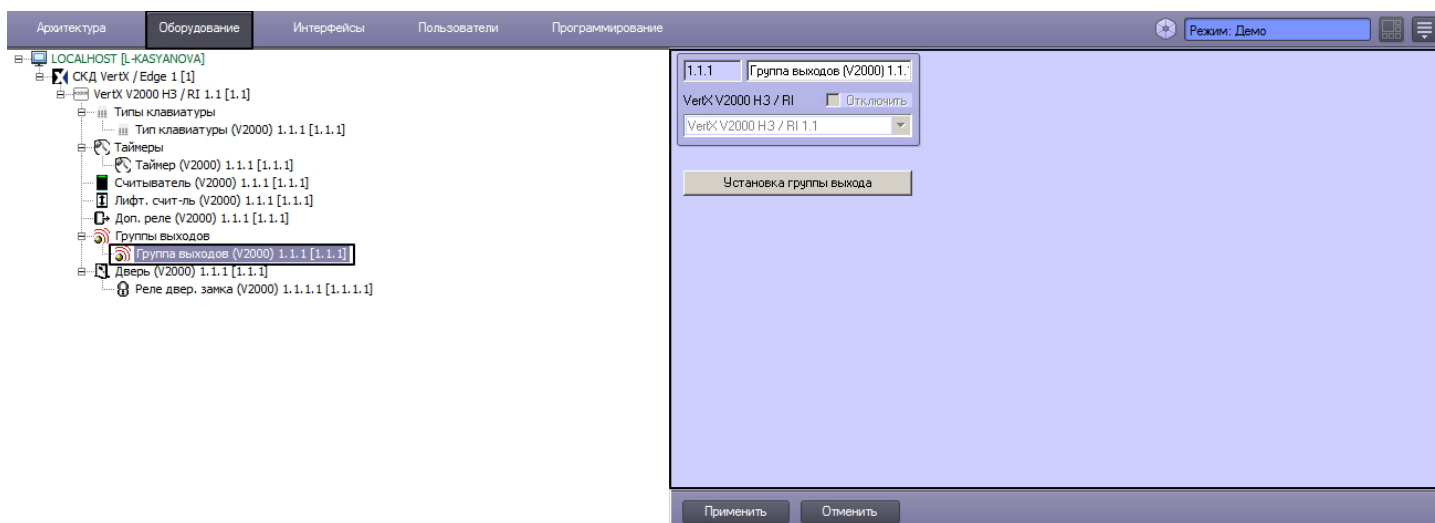 Архитектура Оборудование Интерфейсы Пользователи Программирование Режим: Демо
LOCALHOST [L-KASYANOVA]
СКД VertX / Edge 1 [1]
VertX V2000 H3 / RI 1.1 [1.1]
Типы клавиатуры
Тип клавиатуры (V2000) 1.1.1 [1.1.1]
Таймеры
Таймер (V2000) 1.1.1 [1.1.1]
Считыватель (V2000) 1.1.1 [1.1.1]
Лифт. счит-ль (V2000) 1.1.1 [1.1.1]
Доп. реле (V2000) 1.1.1 [1.1.1]
Группы выходов
Группа выходов (V2000) 1.1.1 [1.1.1]
Дверь (V2000) 1.1.1 [1.1.1]
Реле двер. замка (V2000) 1.1.1.1 [1.1.1.1]
1.1.1 Группа выходов (V2000) 1.1.1
VertX V2000 H3 / RI Отключить
VertX V2000 H3 / RI 1.1
Установка группы выхода
Применить Отменить